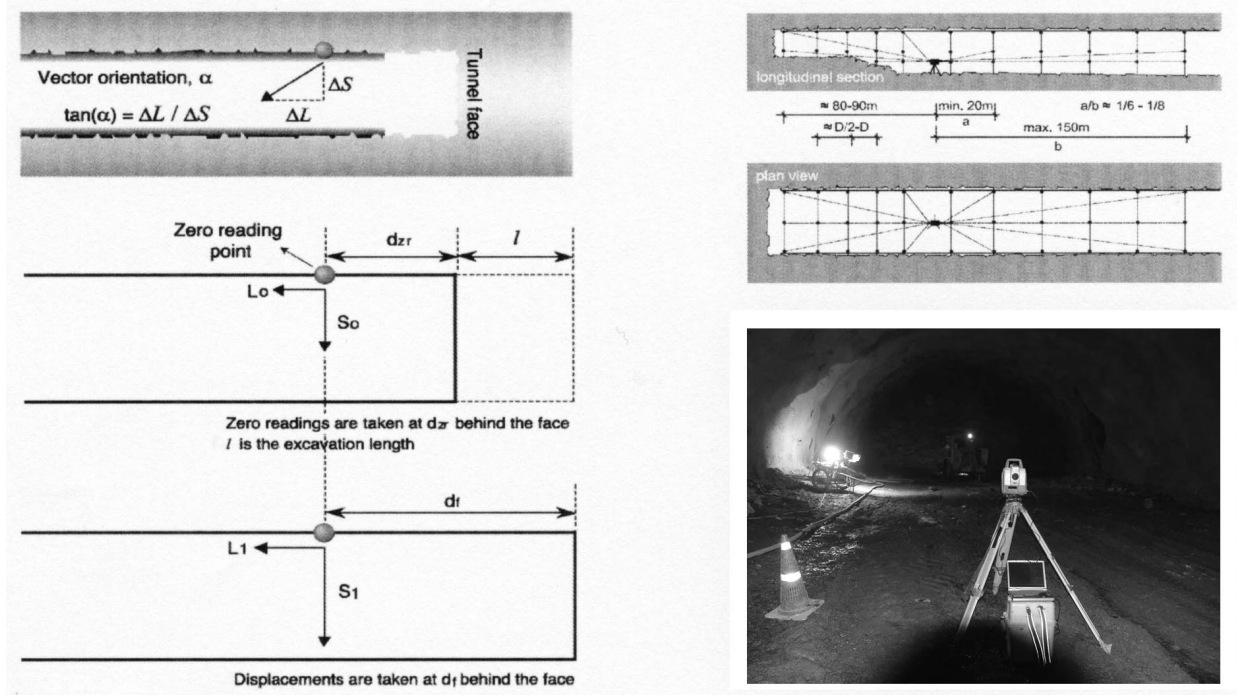 Vector orientation, α
tan(α) = ΔL / ΔS
ΔS
ΔL
Tunnel face
Zero reading
point
dzr
l
Lo
So
Zero readings are taken at dzr behind the face
l is the excavation length
df
L1
S1
Displacements are taken at df behind the face
longitudinal section
≈ 80-90m
min. 20m
a/b ≈ 1/6 - 1/8
a
≈D/2-D
max. 150m
b
plan view